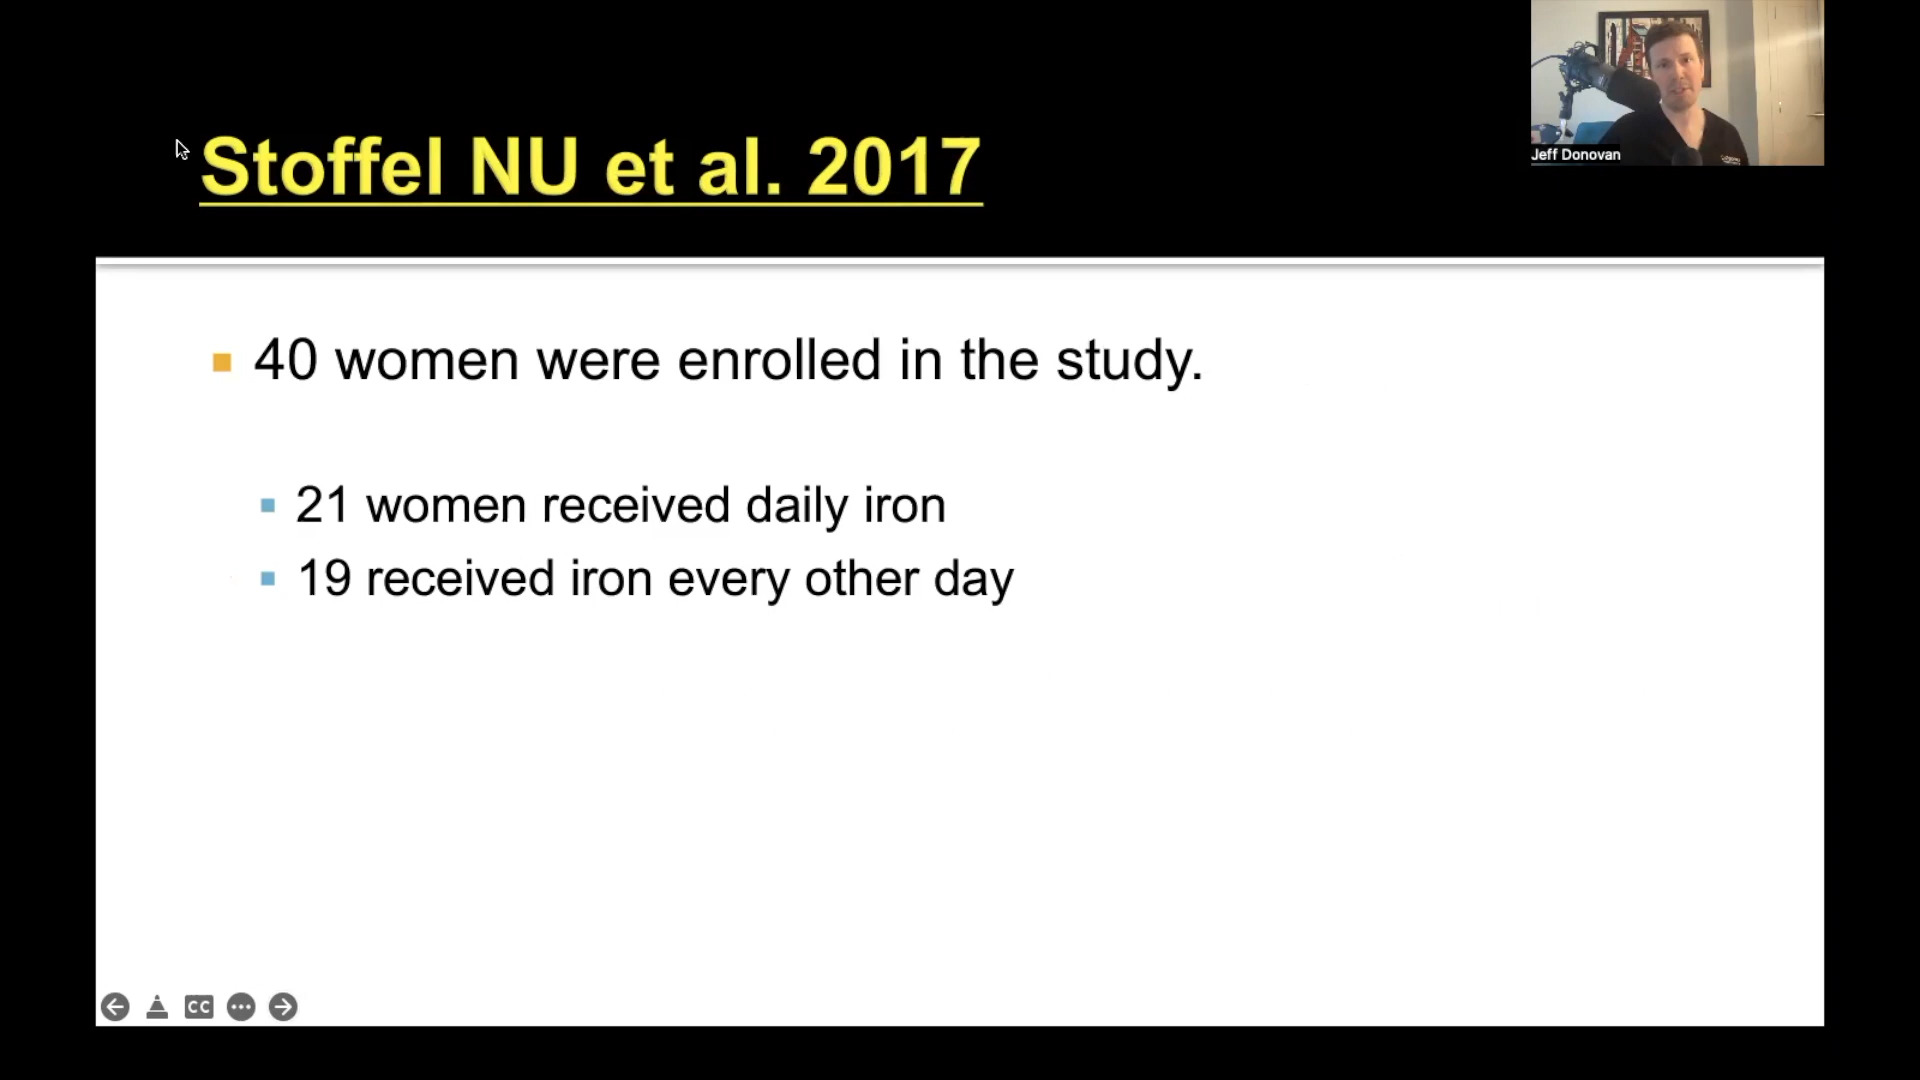 Stoffel NU et al. 2017
Jeff Donovan
40 women were enrolled in the study.
21 women received daily iron
19 received iron every other day
CC